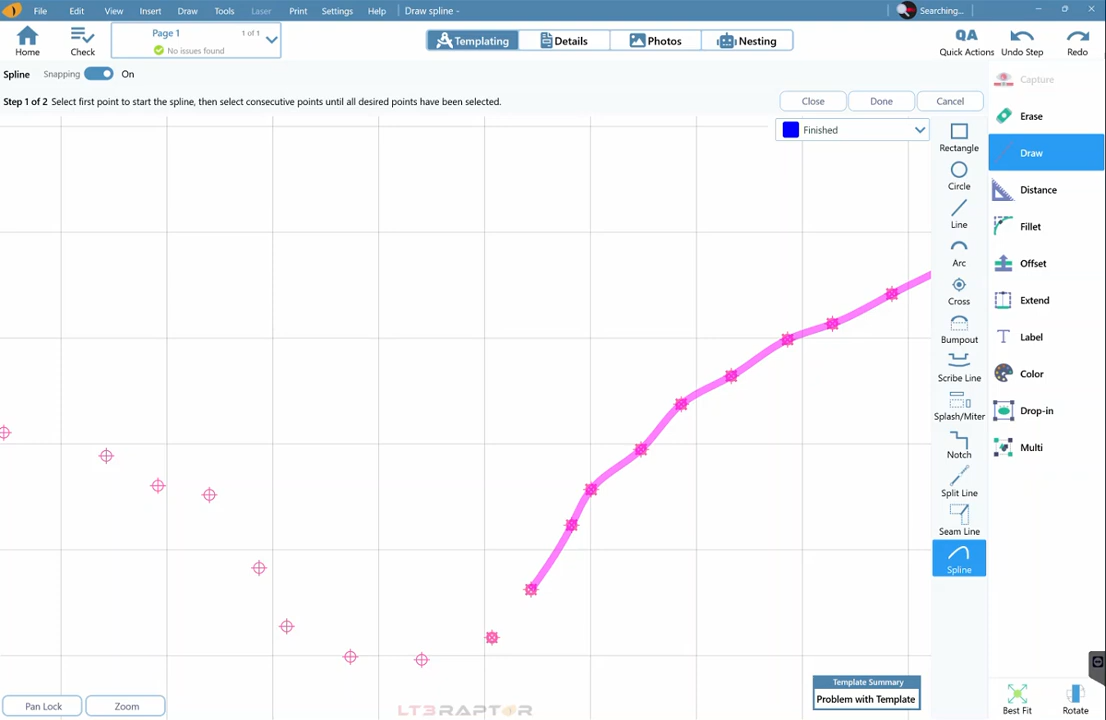 File Edit View Insert Draw Tools Laser Print Settings Help Draw spline Searching...
Home
Check
Page 1 1 of 1
No issues found
Templating Details Photos Nesting
QA
Quick Actions Undo Step Redo
Spline Snapping On
Step 1 of 2 Select first point to start the spline, then select consecutive points until all desired points have been selected.
Close Done Cancel
Finished
Rectangle
Circle
Line
Arc
Cross
Bumpout
Scribe Line
Splash/Miter
Notch
Split Line
Seam Line
Spline
Capture
Erase
Draw
Distance
Fillet
Offset
Extend
Label
Color
Drop-in
Multi
Pan Lock Zoom
LT3RAPTOR
Template Summary
Problem with Template
Best Fit Rotate